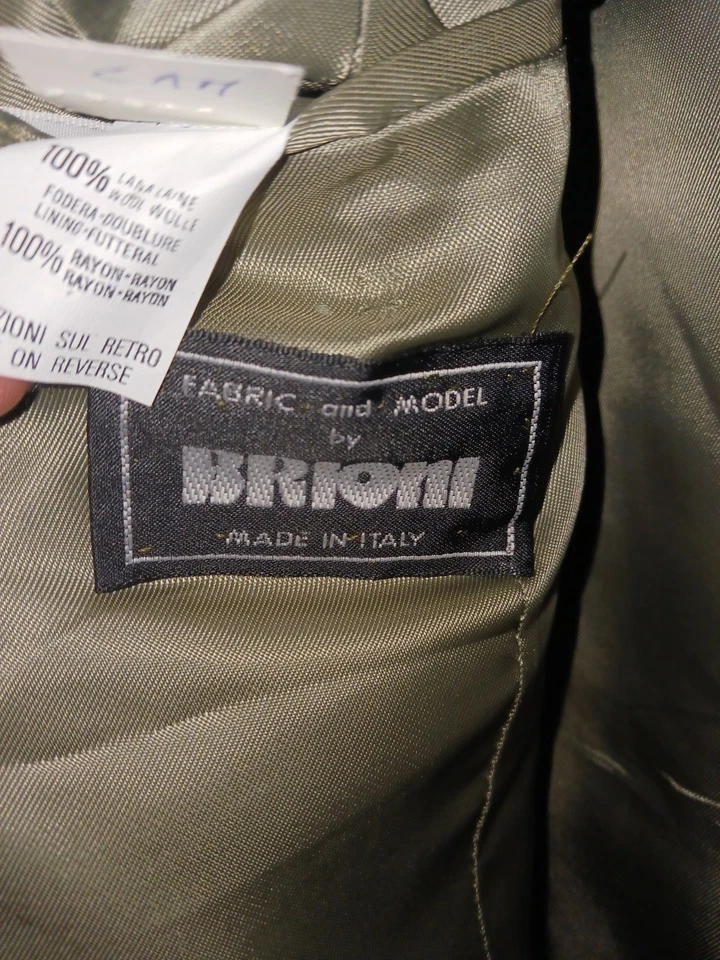 100% LANA LAINE
WOOL WOLLE
FODERA-DOUBLURE
LINING-FUTTERAL
100% RAYON-RAYON
RAYON-RAYON
ZIONI SUL RETRO
ON REVERSE
FABRIC and MODEL
by
BRIONI
MADE IN ITALY